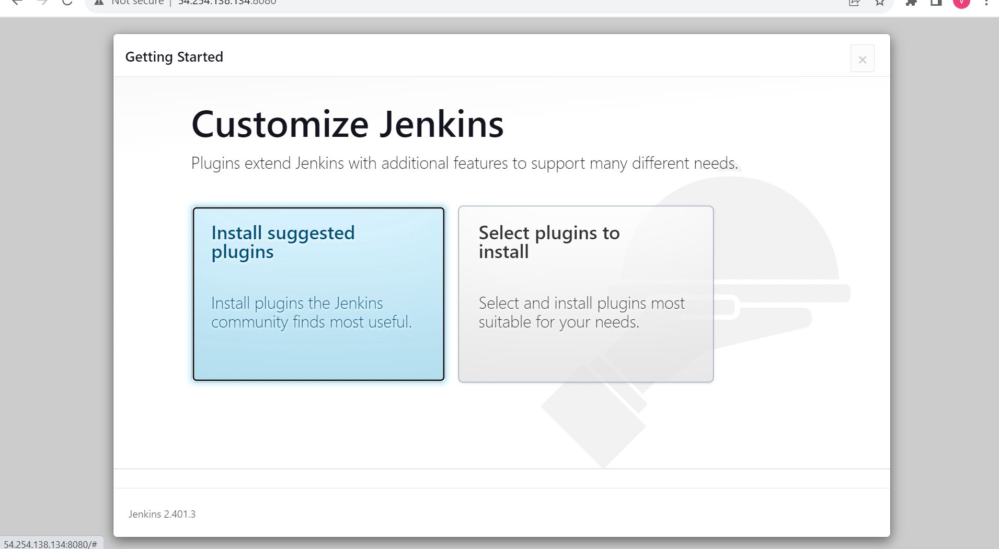 Not secure | 54.254.138.134:8080
Getting Started
×
Customize Jenkins
Plugins extend Jenkins with additional features to support many different needs.
Install suggested
plugins
Install plugins the Jenkins
community finds most useful.
Select plugins to
install
Select and install plugins most
suitable for your needs.
Jenkins 2.401.3
54.254.138.134:8080/#